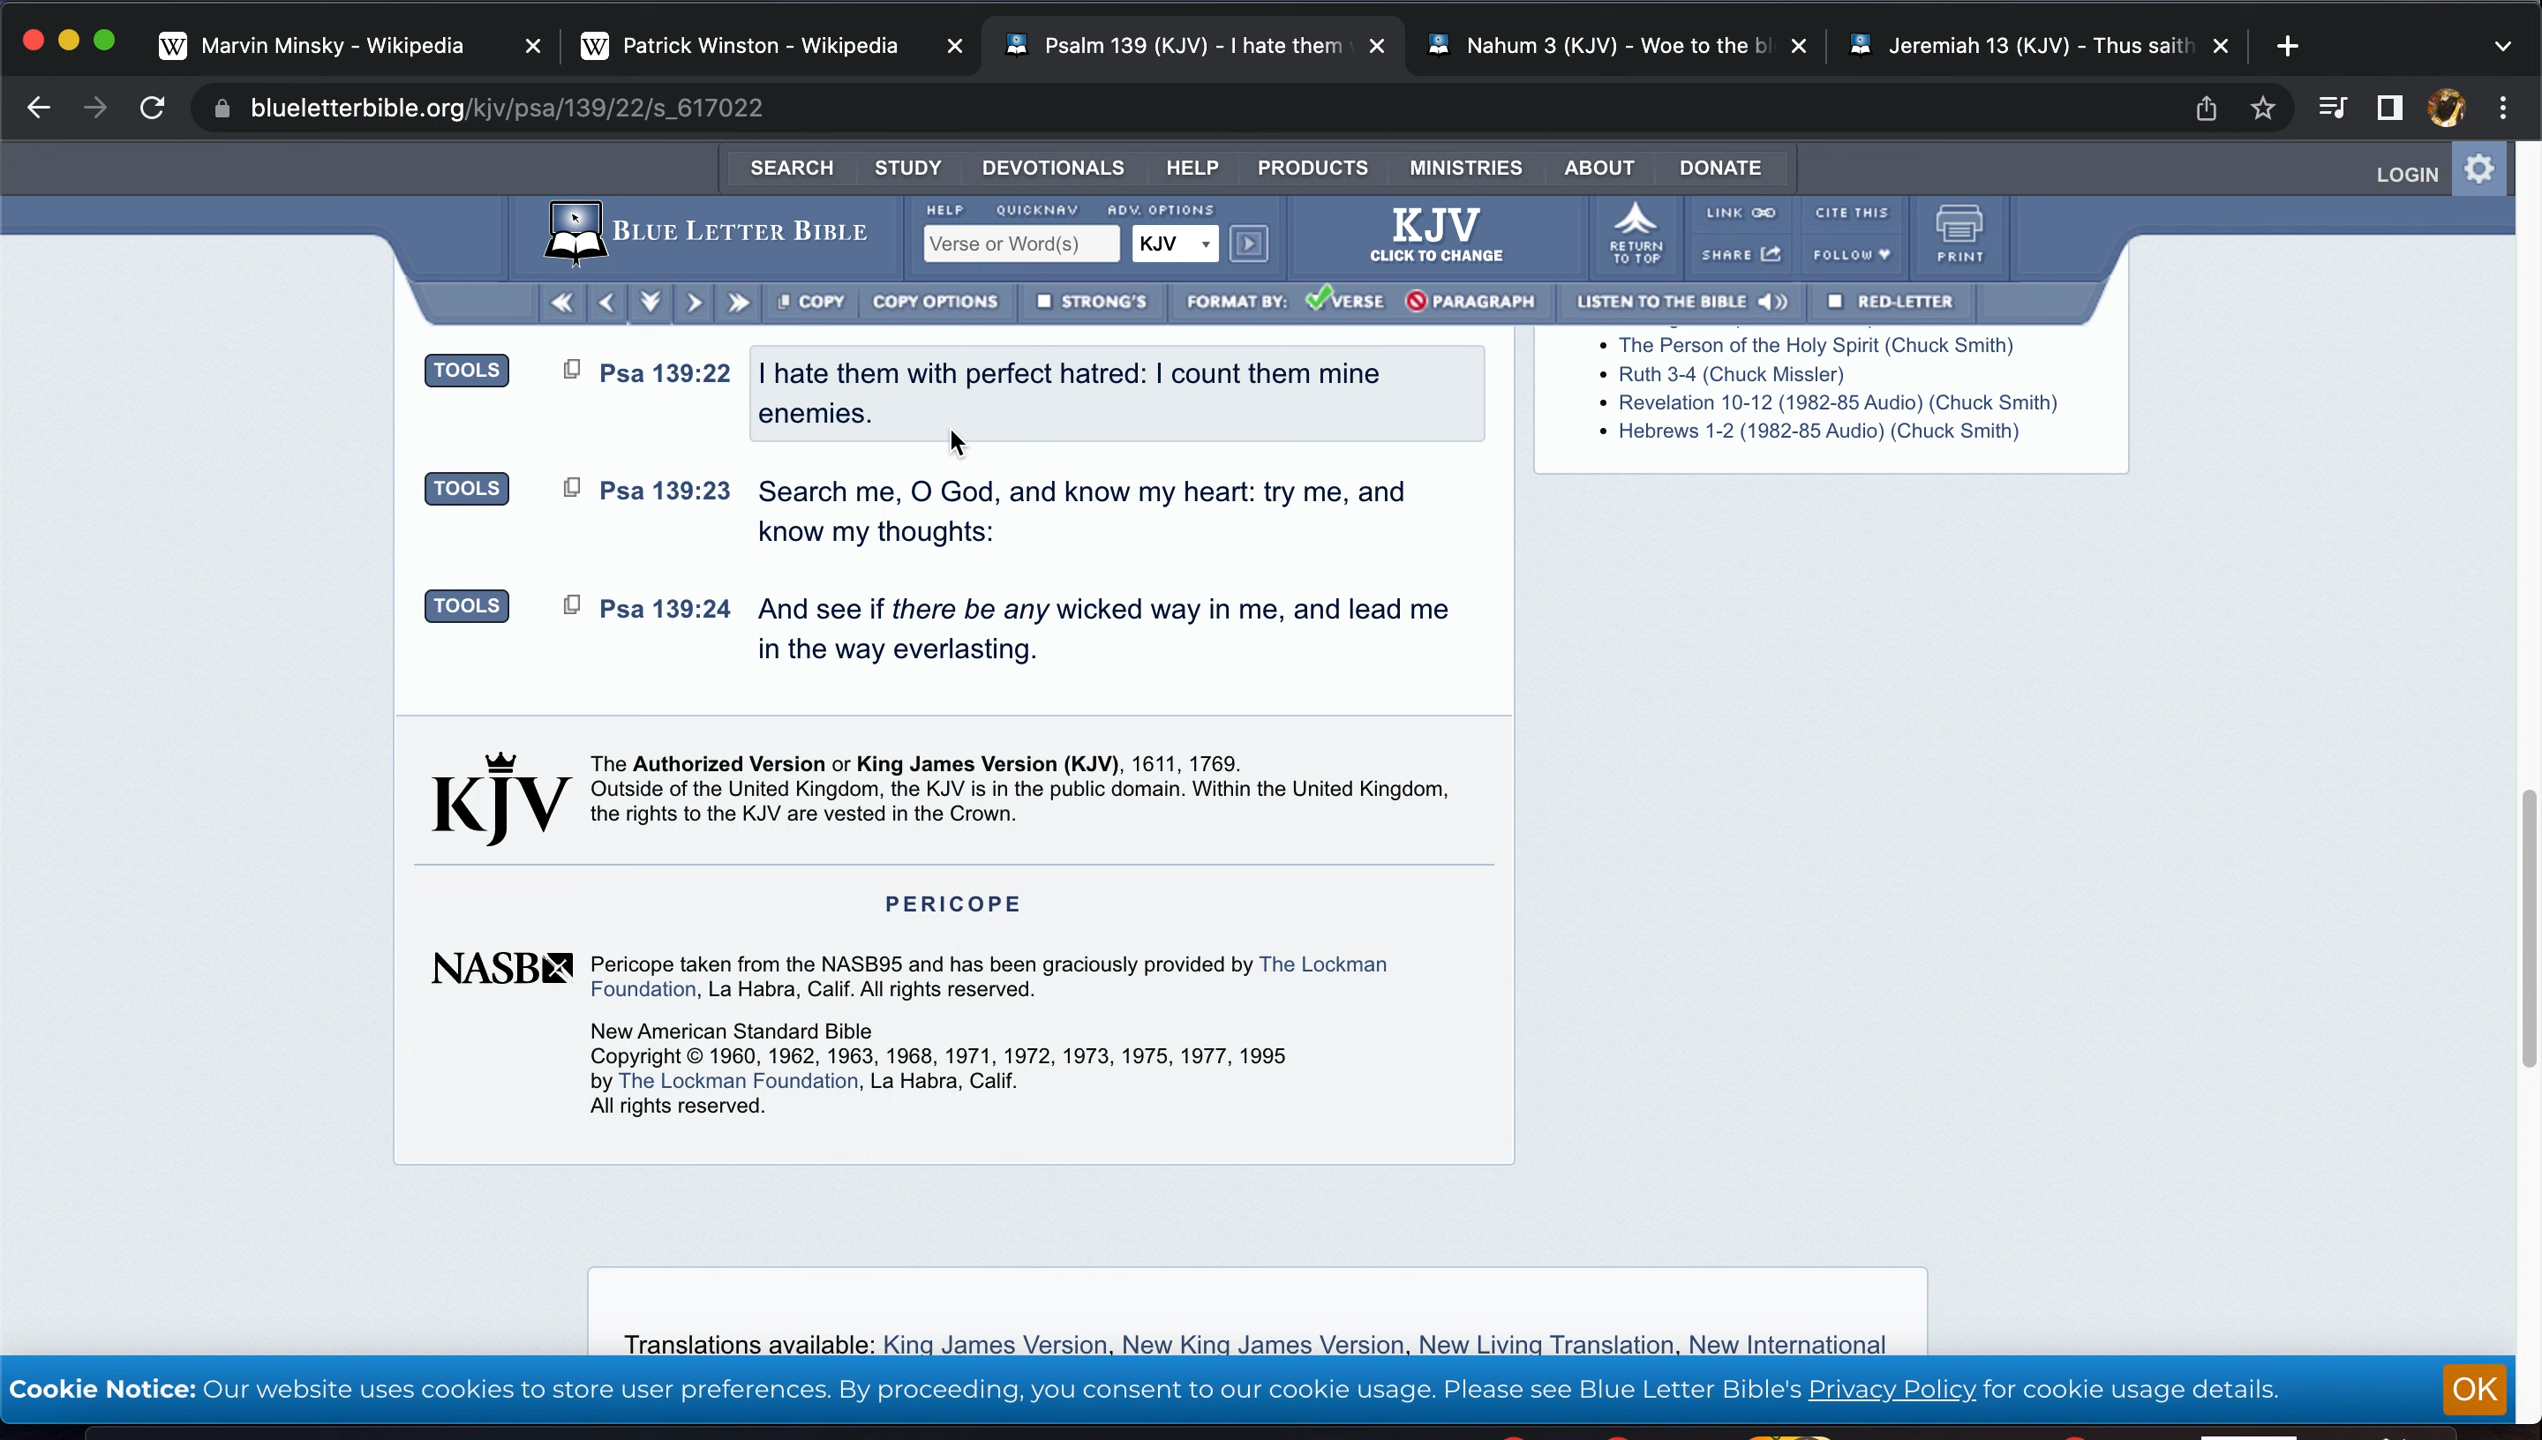 Marvin Minsky - Wikipedia
Patrick Winston - Wikipedia
Psalm 139 (KJV) - I hate them
Nahum 3 (KJV) - Woe to the bl
Jeremiah 13 (KJV) - Thus saith
blueletterbible.org/kjv/psa/139/22/s_617022
SEARCH STUDY DEVOTIONALS HELP PRODUCTS MINISTRIES ABOUT DONATE
LOGIN
BLUE LETTER BIBLE
HELP QUICKNAV ADV. OPTIONS
Verse or Word(s) KJV
KJV
CLICK TO CHANGE
RETURN
TO TOP
LINK CITE THIS
SHARE FOLLOW
PRINT
COPY COPY OPTIONS STRONG'S FORMAT BY: VERSE PARAGRAPH LISTEN TO THE BIBLE RED-LETTER
TOOLS Psa 139:22 I hate them with perfect hatred: I count them mine
enemies.
TOOLS Psa 139:23 Search me, O God, and know my heart: try me, and
know my thoughts:
TOOLS Psa 139:24 And see if there be any wicked way in me, and lead me
in the way everlasting.
• The Person of the Holy Spirit (Chuck Smith)
• Ruth 3-4 (Chuck Missler)
• Revelation 10-12 (1982-85 Audio) (Chuck Smith)
• Hebrews 1-2 (1982-85 Audio) (Chuck Smith)
KJV
The Authorized Version or King James Version (KJV), 1611, 1769.
Outside of the United Kingdom, the KJV is in the public domain. Within the United Kingdom,
the rights to the KJV are vested in the Crown.
PERICOPE
NASB
Pericope taken from the NASB95 and has been graciously provided by The Lockman
Foundation, La Habra, Calif. All rights reserved.
New American Standard Bible
Copyright © 1960, 1962, 1963, 1968, 1971, 1972, 1973, 1975, 1977, 1995
by The Lockman Foundation, La Habra, Calif.
All rights reserved.
Translations available: King James Version, New King James Version, New Living Translation, New International
Cookie Notice: Our website uses cookies to store user preferences. By proceeding, you consent to our cookie usage. Please see Blue Letter Bible's Privacy Policy for cookie usage details.
OK